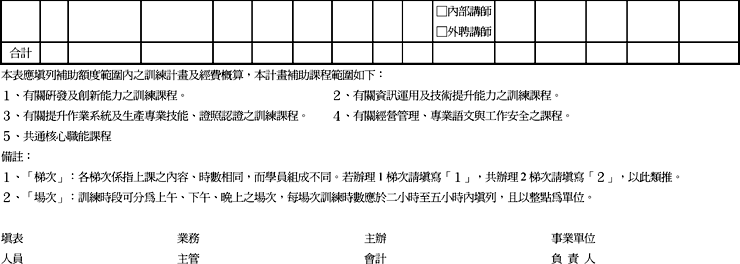 □內部講師
□外聘講師
合計
本表應填列補助額度範圍內之訓練計畫及經費概算，本計畫補助課程範圍如下：
１、有關研發及創新能力之訓練課程。 ２、有關資訊運用及技術提升能力之訓練課程。
３、有關提升作業系統及生產專業技能、證照認證之訓練課程。 ４、有關經營管理、專業語文與工作安全之課程。
５、共通核心職能課程
備註：
１、「梯次」：各梯次係指上課之內容、時數相同，而學員組成不同。若辦理 1 梯次請填寫「１」，共辦理 2 梯次請填寫「２」，以此類推。
２、「場次」：訓練時段可分為上午、下午、晚上之場次，每場次訓練時數應於二小時至五小時內填列，且以整點為單位。
填表 業務 主辦 事業單位
人員 主管 會計 負 責 人